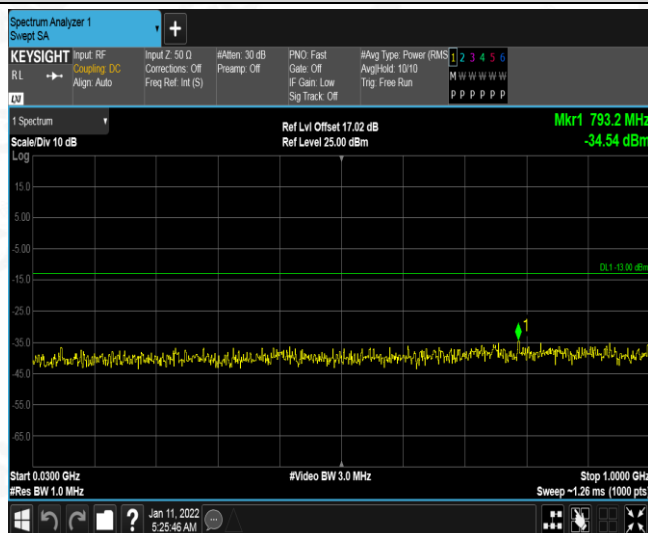 Spectrum Analyzer 1
Swept SA
+
KEYSIGHT
RL
LXI
Input: RF
Coupling: DC
Align: Auto
Input Z: 50 Ω
Corrections: Off
Freq Ref: Int (S)
#Atten: 30 dB
Preamp: Off
PNO: Fast
Gate: Off
IF Gain: Low
Sig Track: Off
#Avg Type: Power (RMS
Avg|Hold: 10/10
Trig: Free Run
1 2 3 4 5 6
M W W W W W
P P P P P P
1 Spectrum
Scale/Div 10 dB
Ref Lvl Offset 17.02 dB
Ref Level 25.00 dBm
Mkr1 793.2 MHz
-34.54 dBm
Log
15.0
5.00
-5.00
DL1 -13.00 dBm
-15.0
-25.0
1
-35.0
-45.0
-55.0
-65.0
Start 0.0300 GHz
#Res BW 1.0 MHz
#Video BW 3.0 MHz
Stop 1.0000 GHz
Sweep ~1.26 ms (1000 pts)
?
Jan 11, 2022
5:25:46 AM